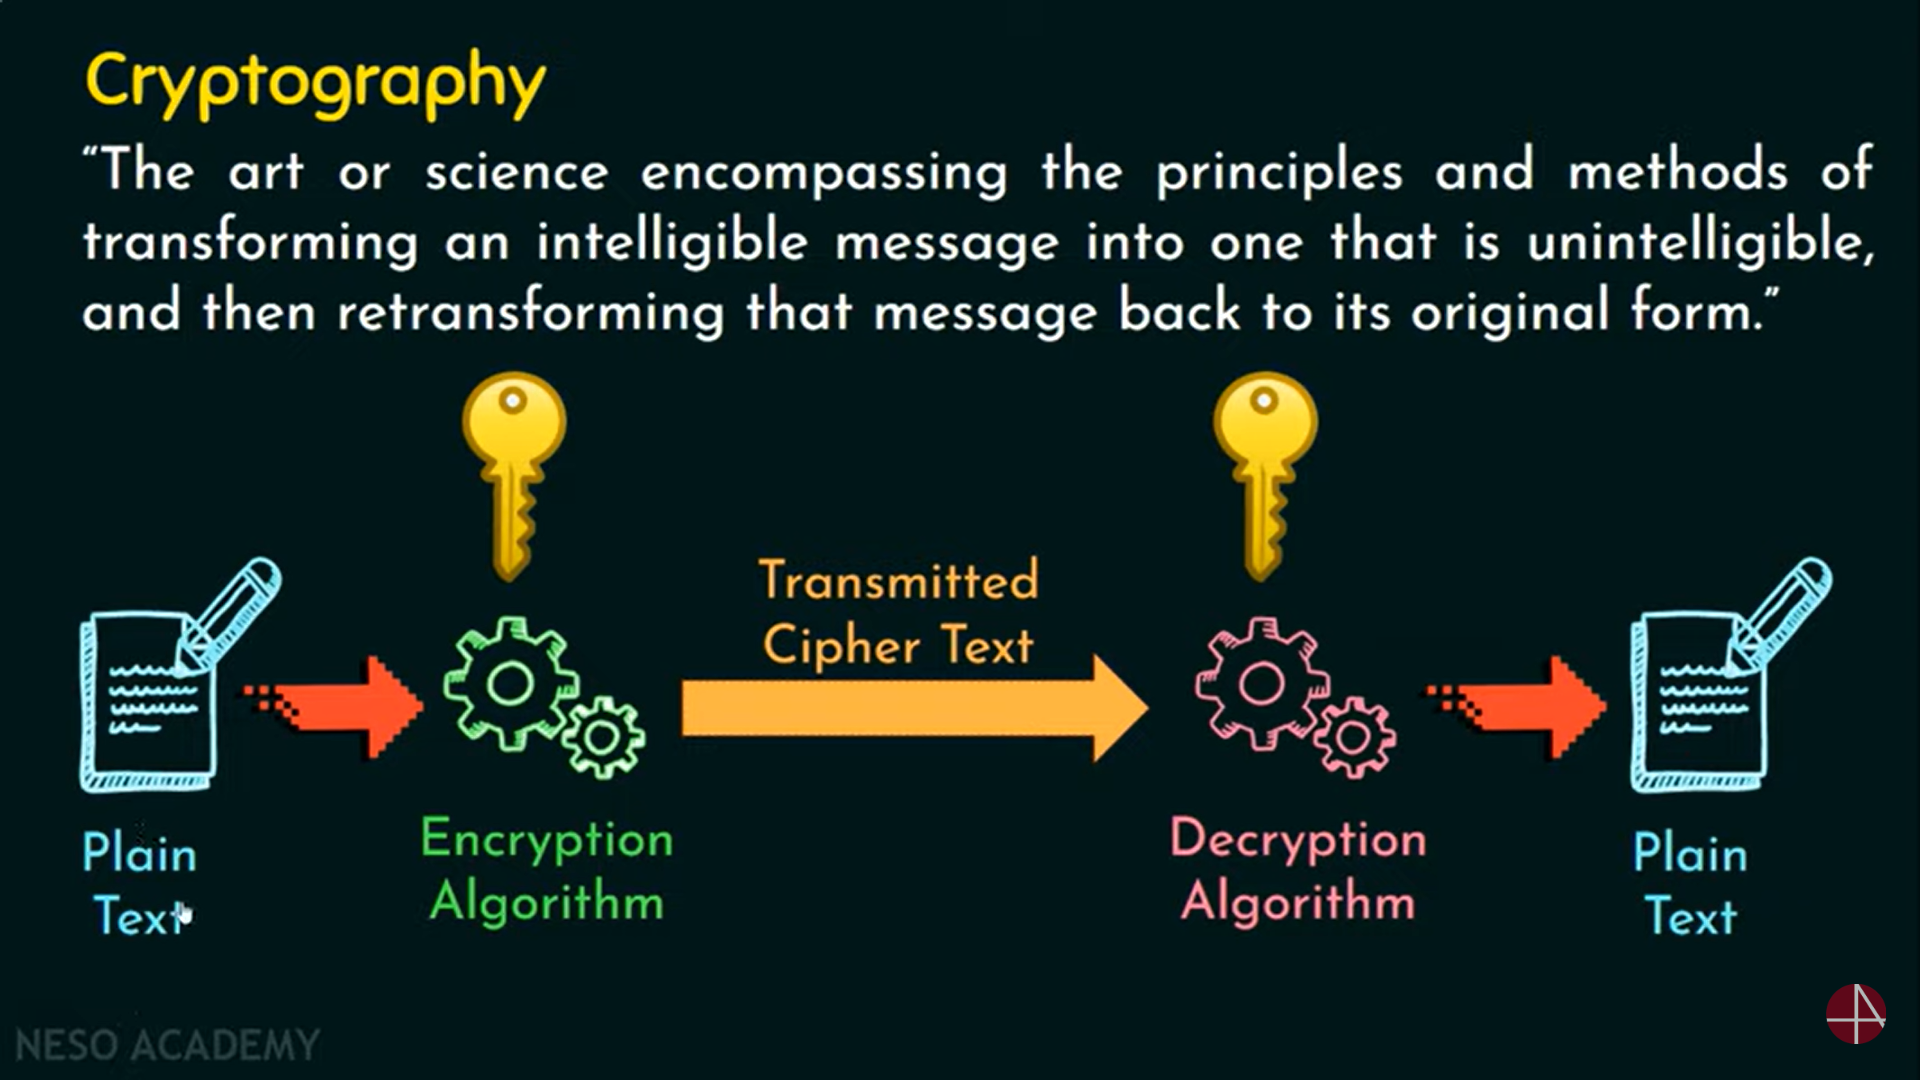 Cryptography
“The art or science encompassing the principles and methods of
transforming an intelligible message into one that is unintelligible,
and then retransforming that message back to its original form.”
Transmitted
Cipher Text
Plain
Text
Encryption
Algorithm
Decryption
Algorithm
Plain
Text
NESO ACADEMY